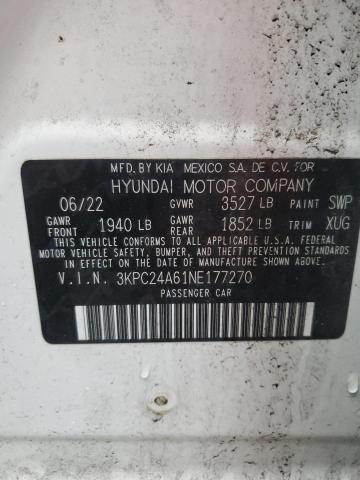 MFD. BY KIA MEXICO S.A. DE C.V. FOR
HYUNDAI MOTOR COMPANY
06/22 GVWR 3527 LB PAINT SWP
GAWR FRONT 1940 LB GAWR REAR 1852 LB TRIM XUG
THIS VEHICLE CONFORMS TO ALL APPLICABLE U.S.A. FEDERAL
MOTOR VEHICLE SAFETY, BUMPER, AND THEFT PREVENTION
STANDARDS IN EFFECT ON THE DATE OF MANUFACTURE SHOWN ABOVE.
V.I.N. 3KPC24A61NE177270
PASSENGER CAR